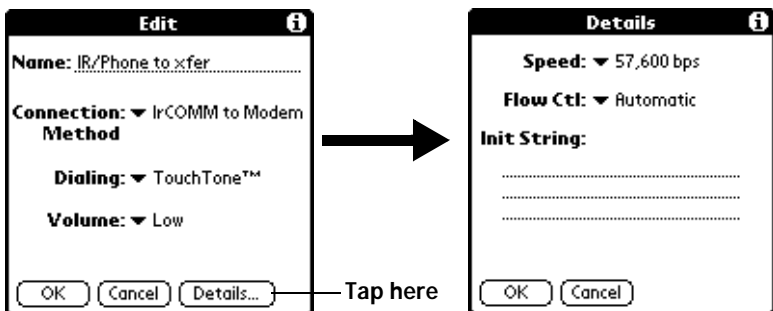 Edit
Name: IR/Phone to xfer
Connection: IrCOMM to Modem
Method
Dialing: TouchTone™
Volume: Low
OK Cancel Details...
Tap here
Details
Speed: 57,600 bps
Flow Ctl: Automatic
Init String:
OK Cancel